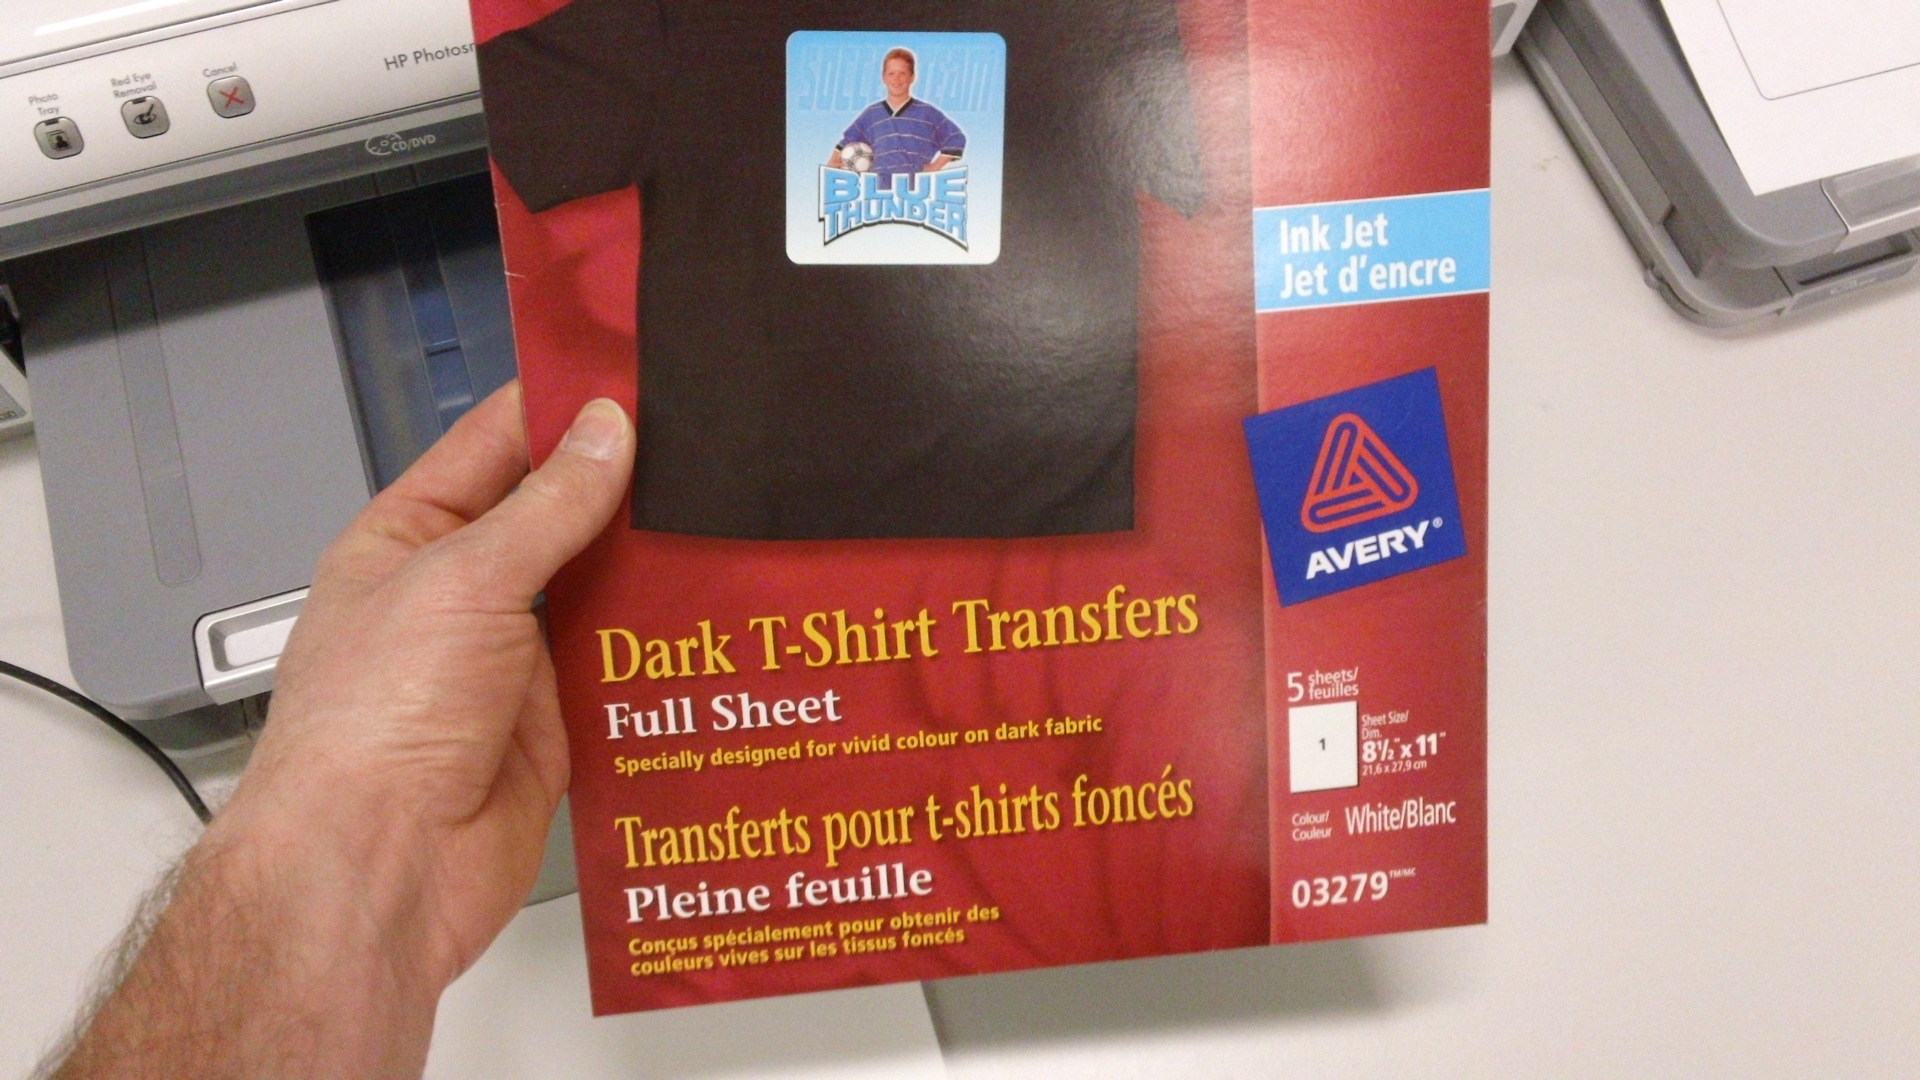 Photo
Tray
Red Eye
Removal
Cancel
HP
CD/DVD
SOCCER TEAM
BLUE
THUNDER
Ink Jet
Jet d'encre
AVERY®
Dark T-Shirt Transfers
Full Sheet
Specially designed for vivid colour on dark fabric
Transferts pour t-shirts foncés
Pleine feuille
Conçus spécialement pour obtenir des
couleurs vives sur les tissus foncés
5 sheets/
feuilles
1
Sheet Size/
Dim.
8½" x 11"
21,6 x 27,9 cm
Colour/
Couleur
White/Blanc
03279™/MC